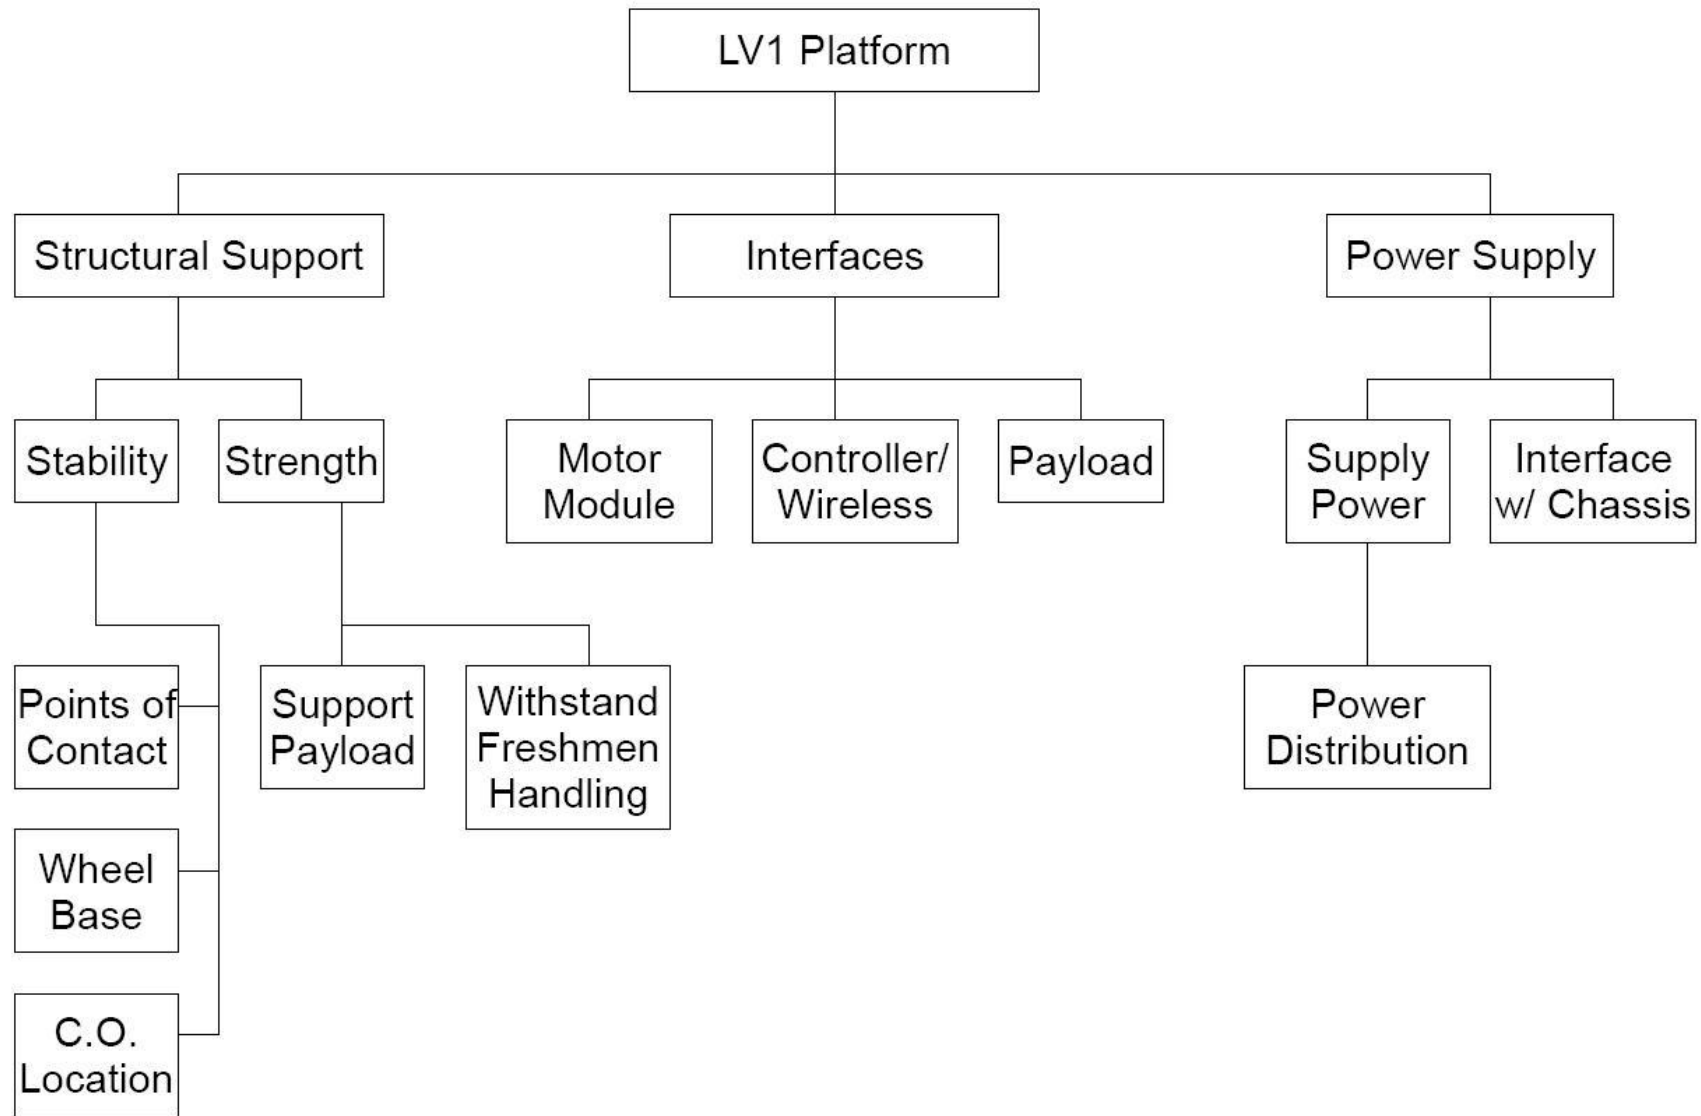 LV1 Platform
Structural Support
Interfaces
Power Supply
Stability
Strength
Motor
Module
Controller/
Wireless
Payload
Supply
Power
Interface
w/ Chassis
Points of
Contact
Support
Payload
Withstand
Freshmen
Handling
Power
Distribution
Wheel
Base
C.O.
Location